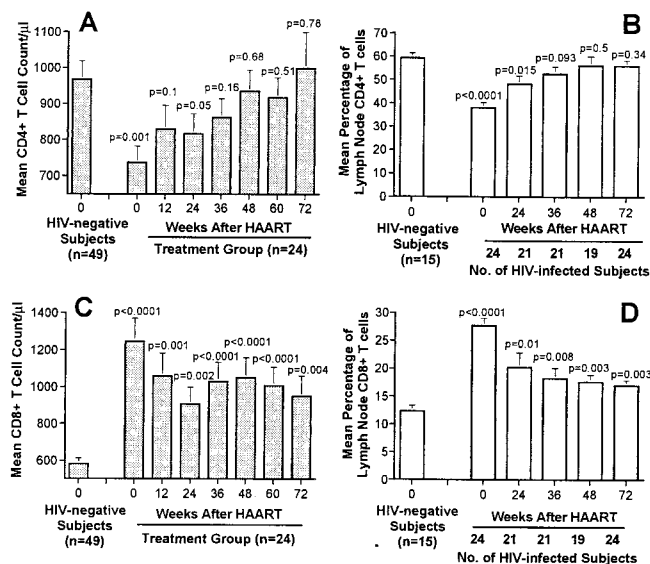 A
Mean CD4+ T Cell Count/µl
1100
1000
900
800
700
p=0.001
p=0.1
p=0.05
p=0.16
p=0.68
p=0.51
p=0.78
0 0 12 24 36 48 60 72
HIV-negative
Subjects
(n=49)
Weeks After HAART
Treatment Group (n=24)
B
Mean Percentage of
Lymph Node CD4+ T cells
70
60
50
40
30
20
10
0
p<0.0001
p=0.015
p=0.093
p=0.5
p=0.34
0 0 24 36 48 72
HIV-negative
Subjects
(n=15)
Weeks After HAART
24 21 21 19 24
No. of HIV-infected Subjects
C
Mean CD8+ T Cell Count/µl
1400
1200
1000
800
600
p<0.0001
p=0.001
p=0.002
p<0.0001
p<0.0001
p<0.0001
p=0.004
0 0 12 24 36 48 60 72
HIV-negative
Subjects
(n=49)
Weeks After HAART
Treatment Group (n=24)
D
Mean Percentage of
Lymph Node CD8+ T cells
30
25
20
15
10
5
0
p<0.0001
p=0.01
p=0.008
p=0.003
p=0.003
0 0 24 36 48 72
HIV-negative
Subjects
(n=15)
Weeks After HAART
24 21 21 19 24
No. of HIV-infected Subjects